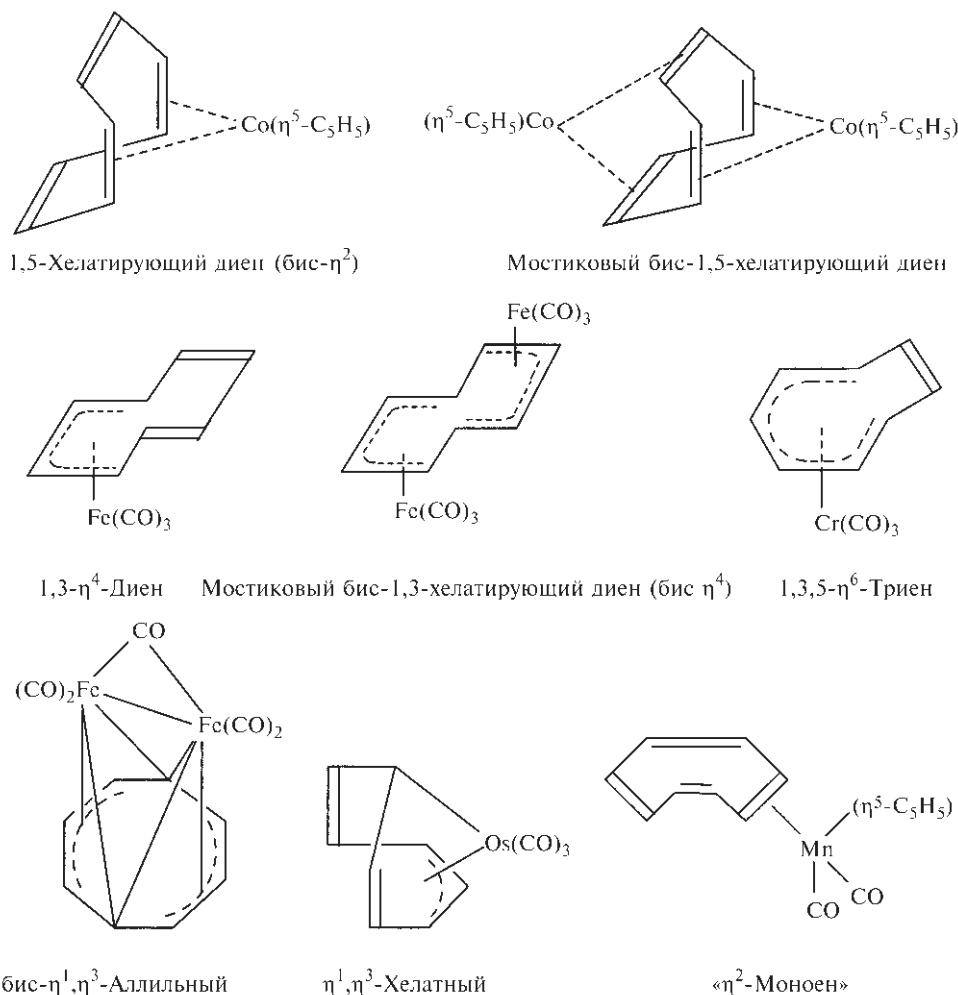 Co(η⁵-C₅H₅)
(η⁵-C₅H₅)Co
Co(η⁵-C₅H₅)
1,5-Хелатирующий диен (бис-η²)
Мостиковый бис-1,5-хелатирующий диен
Fe(CO)₃
Fe(CO)₃
Fe(CO)₃
Cr(CO)₃
1,3-η⁴-Диен
Мостиковый бис-1,3-хелатирующий диен (бис η⁴)
1,3,5-η⁶-Триен
CO
(CO)₂Fe
Fe(CO)₂
Os(CO)₃
(η⁵-C₅H₅)
Mn
CO
CO
бис-η¹,η³-Аллильный
η¹,η³-Хелатный
«η²-Моноен»